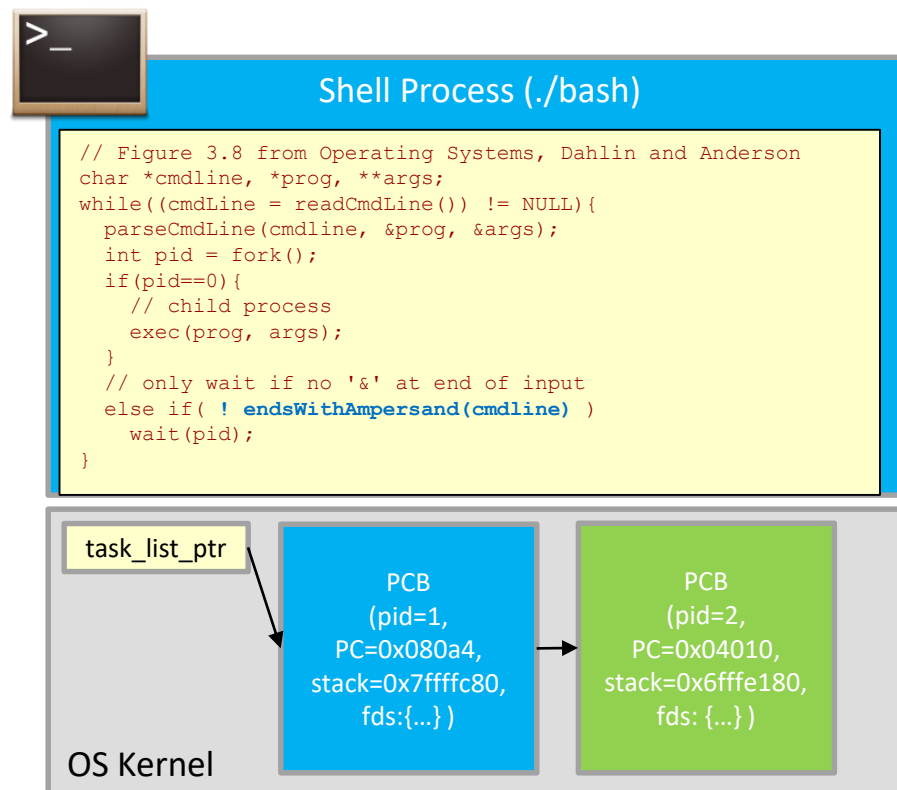 >_
Shell Process (./bash)
// Figure 3.8 from Operating Systems, Dahlin and Anderson
char *cmdline, *prog, **args;
while((cmdLine = readCmdLine()) != NULL){
  parseCmdLine(cmdline, &prog, &args);
  int pid = fork();
  if(pid==0){
    // child process
    exec(prog, args);
  }
  // only wait if no '&' at end of input
  else if( ! endsWithAmpersand(cmdline) )
    wait(pid);
}
task_list_ptr
PCB
(pid=1,
PC=0x080a4,
stack=0x7ffffc80,
fds:{…} )
PCB
(pid=2,
PC=0x04010,
stack=0x6fffe180,
fds: {…} )
OS Kernel